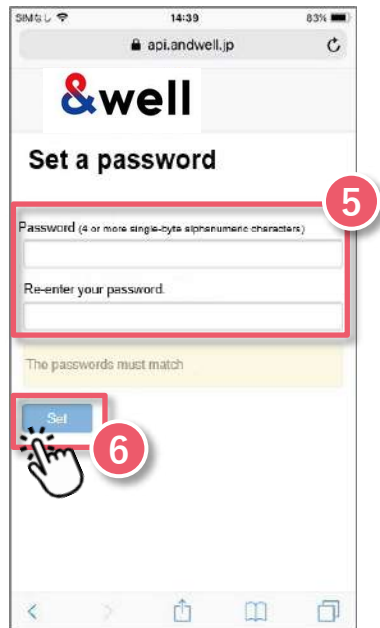 SIMなし 14:39 83%
api.andwell.jp
&well
Set a password
5
Password (4 or more single-byte alphanumeric characters)
Re-enter your password.
The passwords must match
Set
6